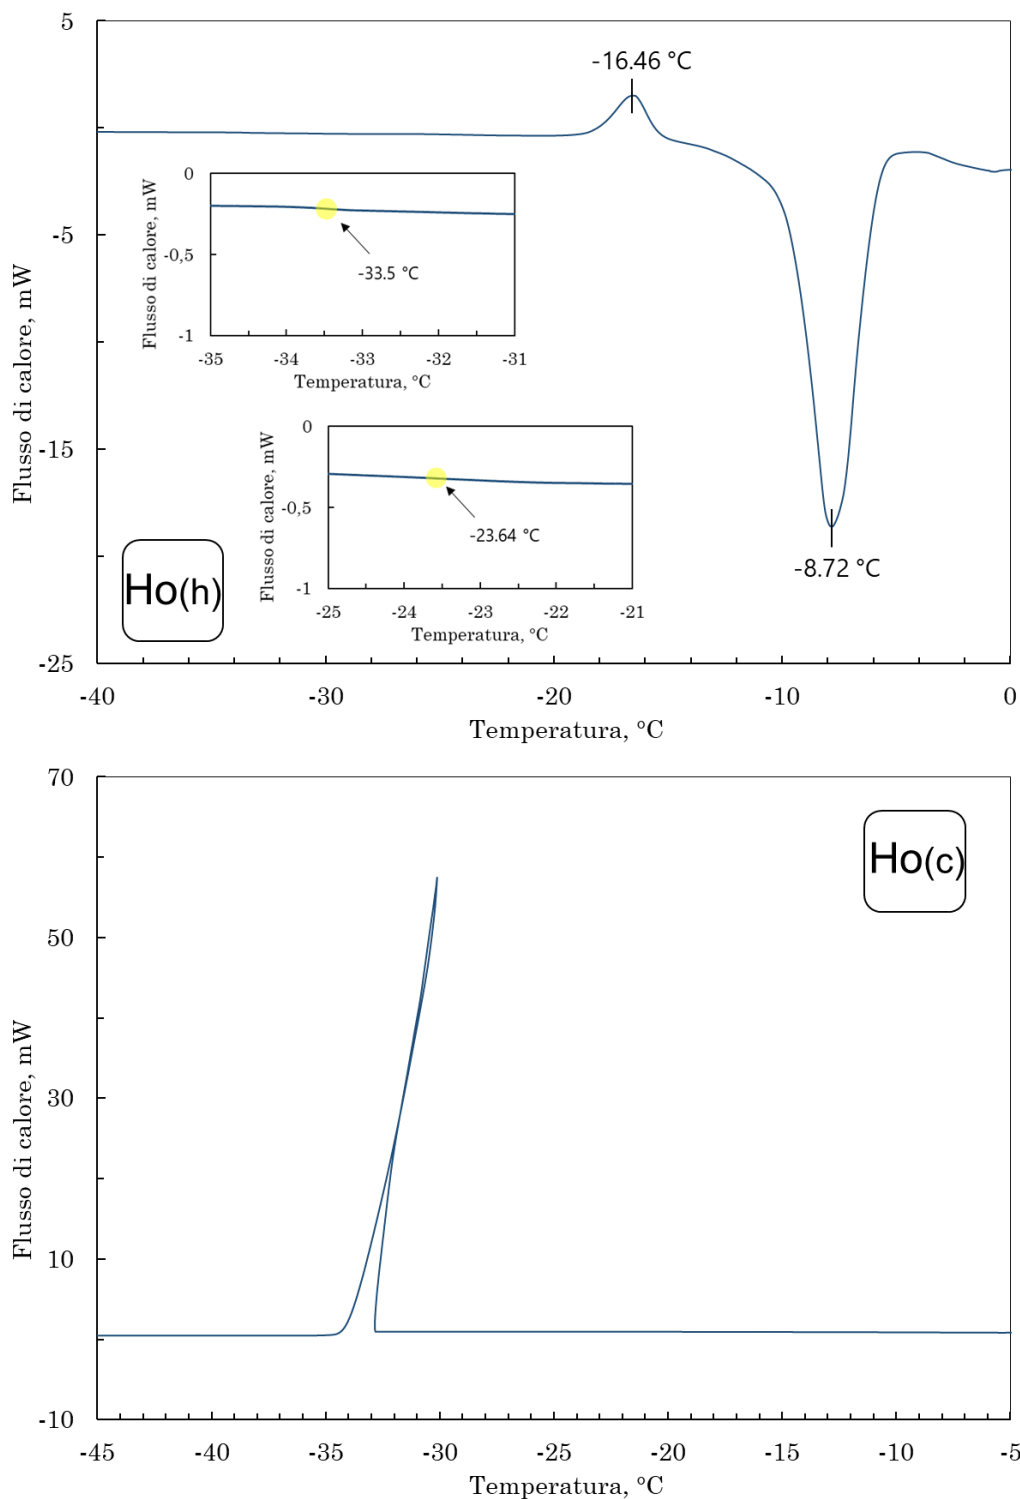 5
-5
-15
-25
Flusso di calore, mW
-16.46 °C
0
-0,5
-1
Flusso di calore, mW
-33.5 °C
-35 -34 -33 -32 -31
Temperatura, °C
0
-0,5
-1
Flusso di calore, mW
-23.64 °C
-25 -24 -23 -22 -21
Temperatura, °C
-8.72 °C
Ho(h)
-40 -30 -20 -10 0
Temperatura, °C
70
50
30
10
-10
Flusso di calore, mW
Ho(c)
-45 -40 -35 -30 -25 -20 -15 -10 -5
Temperatura, °C